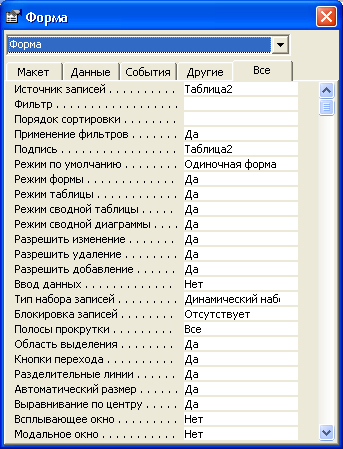 Форма
Форма
Макет Данные События Другие Все
Источник записей . . . . . . . . . . . Таблица2
Фильтр . . . . . . . . . . . . . . . . . . .
Порядок сортировки . . . . . . . . .
Применение фильтров . . . . . . . Да
Подпись . . . . . . . . . . . . . . . . . . Таблица2
Режим по умолчанию . . . . . . . . Одиночная форма
Режим формы . . . . . . . . . . . . . . Да
Режим таблицы . . . . . . . . . . . . . Да
Режим сводной таблицы . . . . . Да
Режим сводной диаграммы . . . . Да
Разрешить изменение . . . . . . . . Да
Разрешить удаление . . . . . . . . . Да
Разрешить добавление . . . . . . . Да
Ввод данных . . . . . . . . . . . . . . . Нет
Тип набора записей . . . . . . . . . . Динамический наб
Блокировка записей . . . . . . . . . Отсутствует
Полосы прокрутки . . . . . . . . . . . Все
Область выделения . . . . . . . . . . Да
Кнопки перехода . . . . . . . . . . . . Да
Разделительные линии . . . . . . . Да
Автоматический размер . . . . . . Да
Выравнивание по центру . . . . . Да
Всплывающее окно . . . . . . . . . . Нет
Модальное окно . . . . . . . . . . . . . Нет